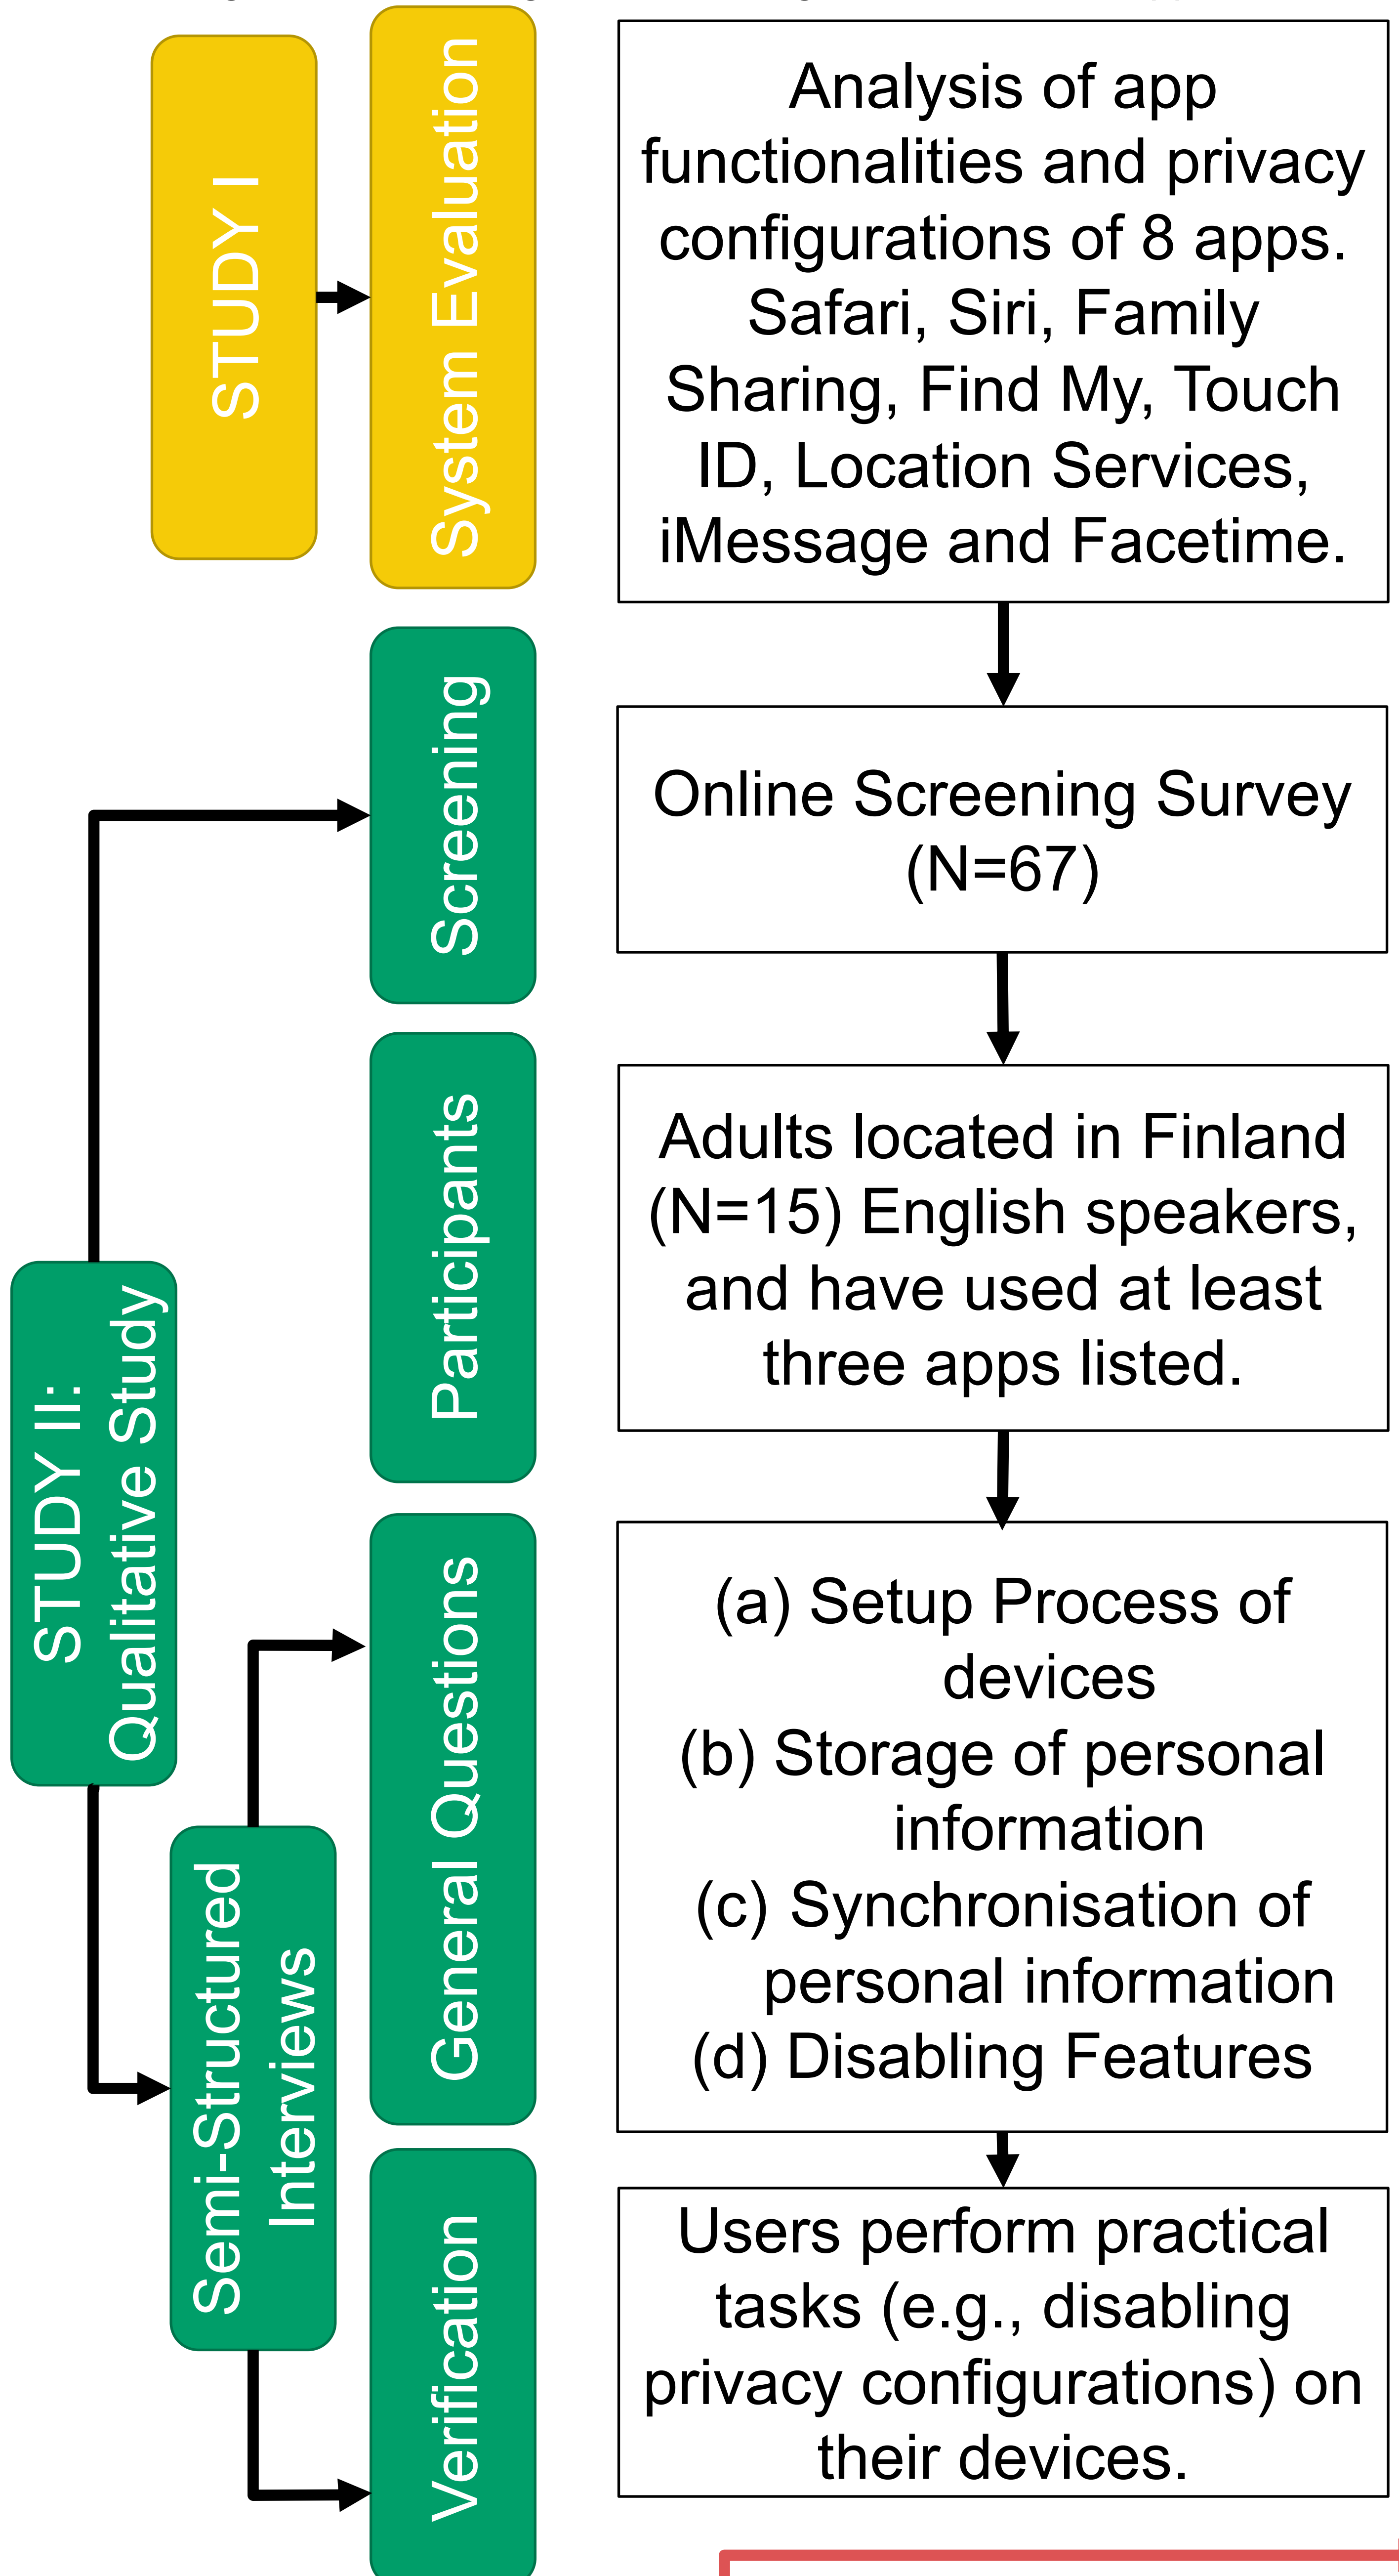 STUDY I
System Evaluation
Analysis of app
functionalities and privacy
configurations of 8 apps.
Safari, Siri, Family
Sharing, Find My, Touch
ID, Location Services,
iMessage and Facetime.
Screening
Online Screening Survey
(N=67)
Participants
Adults located in Finland
(N=15) English speakers,
and have used at least
three apps listed.
STUDY II:
Qualitative Study
Semi-Structured
Interviews
General Questions
(a) Setup Process of
devices
(b) Storage of personal
information
(c) Synchronisation of
personal information
(d) Disabling Features
Verification
Users perform practical
tasks (e.g., disabling
privacy configurations) on
their devices.